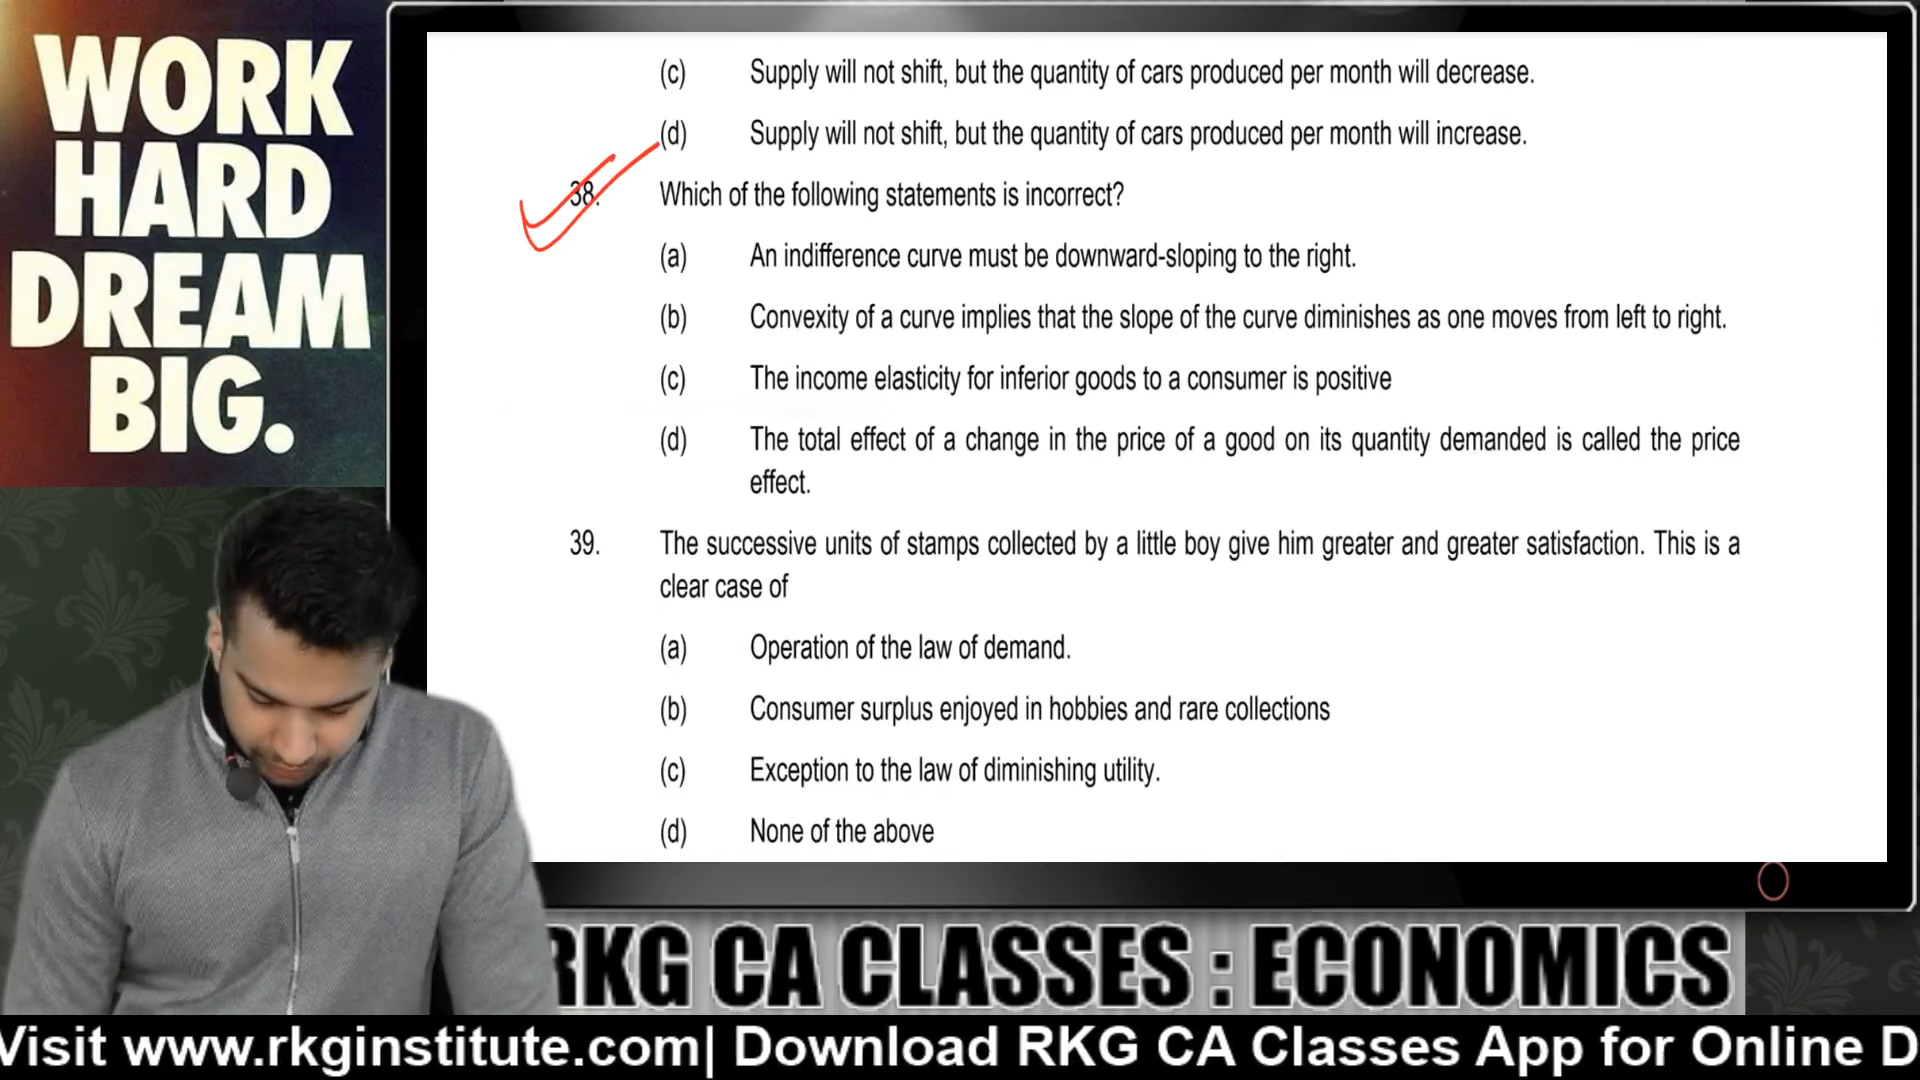 WORK
HARD
DREAM
BIG.
(c) Supply will not shift, but the quantity of cars produced per month will decrease.
(d) Supply will not shift, but the quantity of cars produced per month will increase.
38. Which of the following statements is incorrect?
(a) An indifference curve must be downward-sloping to the right.
(b) Convexity of a curve implies that the slope of the curve diminishes as one moves from left to right.
(c) The income elasticity for inferior goods to a consumer is positive
(d) The total effect of a change in the price of a good on its quantity demanded is called the price
effect.
39. The successive units of stamps collected by a little boy give him greater and greater satisfaction. This is a
clear case of
(a) Operation of the law of demand.
(b) Consumer surplus enjoyed in hobbies and rare collections
(c) Exception to the law of diminishing utility.
(d) None of the above
RKG CA CLASSES : ECONOMICS
Visit www.rkginstitute.com| Download RKG CA Classes App for Online D